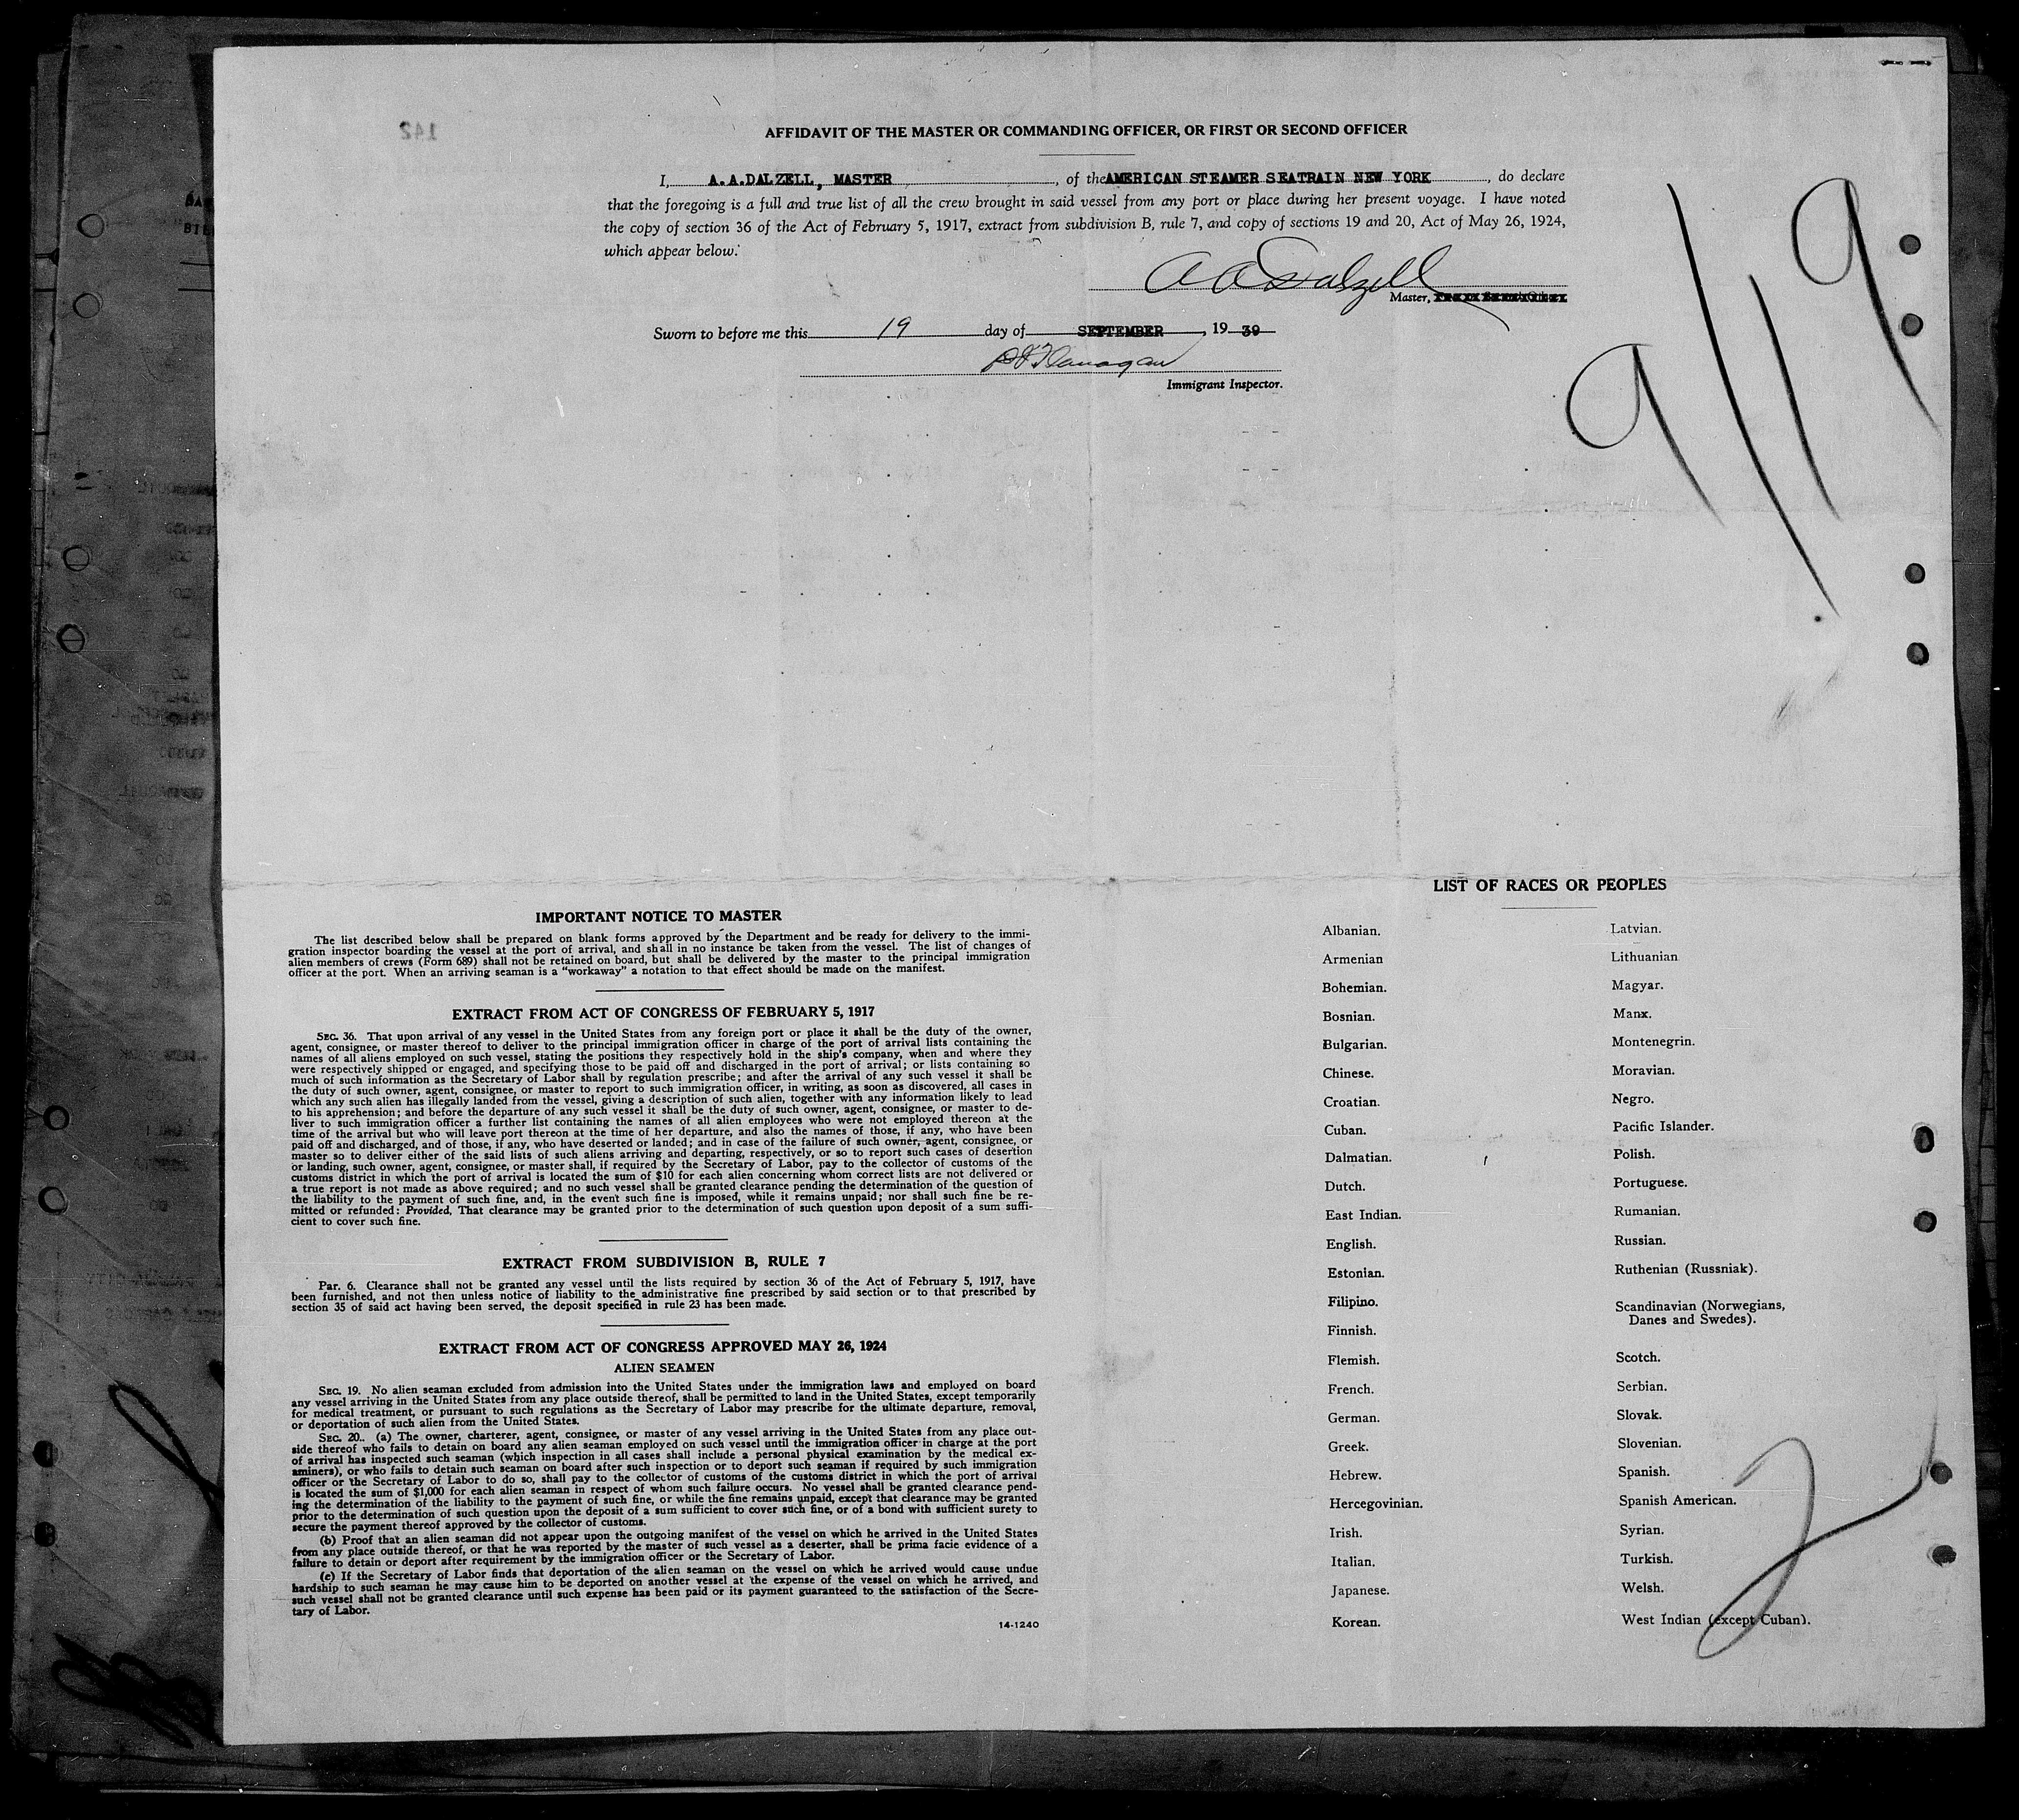 142
AFFIDAVIT OF THE MASTER OR COMMANDING OFFICER, OR FIRST OR SECOND OFFICER
I, A.A.DALZELL, MASTER, of the AMERICAN STEAMER SEATRAIN NEW YORK, do declare
that the foregoing is a full and true list of all the crew brought in said vessel from any port or place during her present voyage. I have noted
the copy of section 36 of the Act of February 5, 1917, extract from subdivision B, rule 7, and copy of sections 19 and 20, Act of May 26, 1924,
which appear below.
A A Dalzell
Master,
Sworn to before me this 19 day of SEPTEMBER, 19 39
Flanagan
Immigrant Inspector.
9/19
IMPORTANT NOTICE TO MASTER
The list described below shall be prepared on blank forms approved by the Department and be ready for delivery to the immi-
gration inspector boarding the vessel at the port of arrival, and shall in no instance be taken from the vessel. The list of changes of
alien members of crews (Form 689) shall not be retained on board, but shall be delivered by the master to the principal immigration
officer at the port. When an arriving seaman is a "workaway" a notation to that effect should be made on the manifest.
EXTRACT FROM ACT OF CONGRESS OF FEBRUARY 5, 1917
SEC. 36. That upon arrival of any vessel in the United States from any foreign port or place it shall be the duty of the owner,
agent, consignee, or master thereof to deliver to the principal immigration officer in charge of the port of arrival lists containing the
names of all aliens employed on such vessel, stating the positions they respectively hold in the ship's company, when and where they
were respectively shipped or engaged, and specifying those to be paid off and discharged in the port of arrival; or lists containing so
much of such information as the Secretary of Labor shall by regulation prescribe; and after the arrival of any such vessel it shall be
the duty of such owner, agent, consignee, or master to report to such immigration officer, in writing, as soon as discovered, all cases in
which any such alien has illegally landed from the vessel, giving a description of such alien, together with any information likely to lead
to his apprehension; and before the departure of any such vessel it shall be the duty of such owner, agent, consignee, or master to de-
liver to such immigration officer a further list containing the names of all alien employees who were not employed thereon at the
time of the arrival but who will leave port thereon at the time of her departure, and also the names of those, if any, who have been
paid off and discharged, and of those, if any, who have deserted or landed; and in case of the failure of such owner, agent, consignee, or
master so to deliver either of the said lists of such aliens arriving and departing, respectively, or so to report such cases of desertion
or landing, such owner, agent, consignee, or master shall, if required by the Secretary of Labor, pay to the collector of customs of the
customs district in which the port of arrival is located the sum of $10 for each alien concerning whom correct lists are not delivered or
a true report is not made as above required; and no such vessel shall be granted clearance pending the determination of the question of
the liability to the payment of such fine, and, in the event such fine is imposed, while it remains unpaid; nor shall such fine be re-
mitted or refunded: Provided, That clearance may be granted prior to the determination of such question upon deposit of a sum suffi-
cient to cover such fine.
EXTRACT FROM SUBDIVISION B, RULE 7
Par. 6. Clearance shall not be granted any vessel until the lists required by section 36 of the Act of February 5, 1917, have
been furnished, and not then unless notice of liability to the administrative fine prescribed by said section or to that prescribed by
section 35 of said act having been served, the deposit specified in rule 23 has been made.
EXTRACT FROM ACT OF CONGRESS APPROVED MAY 26, 1924
ALIEN SEAMEN
SEC. 19. No alien seaman excluded from admission into the United States under the immigration laws and employed on board
any vessel arriving in the United States from any place outside thereof, shall be permitted to land in the United States, except temporarily
for medical treatment, or pursuant to such regulations as the Secretary of Labor may prescribe for the ultimate departure, removal,
or deportation of such alien from the United States.
SEC. 20. (a) The owner, charterer, agent, consignee, or master of any vessel arriving in the United States from any place out-
side thereof who fails to detain on board any alien seaman employed on such vessel until the immigration officer in charge at the port
of arrival has inspected such seaman (which inspection in all cases shall include a personal physical examination by the medical ex-
aminers), or who fails to detain such seaman on board after such inspection or to deport such seaman if required by such immigration
officer or the Secretary of Labor to do so, shall pay to the collector of customs of the customs district in which the port of arrival
is located the sum of $1,000 for each alien seaman in respect of whom such failure occurs. No vessel shall be granted clearance pend-
ing the determination of the liability to the payment of such fine, or while the fine remains unpaid, except that clearance may be granted
prior to the determination of such question upon the deposit of a sum sufficient to cover such fine, or of a bond with sufficient surety to
secure the payment thereof approved by the collector of customs.
(b) Proof that an alien seaman did not appear upon the outgoing manifest of the vessel on which he arrived in the United States
from any place outside thereof, or that he was reported by the master of such vessel as a deserter, shall be prima facie evidence of a
failure to detain or deport after requirement by the immigration officer or the Secretary of Labor.
(c) If the Secretary of Labor finds that deportation of the alien seaman on the vessel on which he arrived would cause undue
hardship to such seaman he may cause him to be deported on another vessel at the expense of the vessel on which he arrived, and
such vessel shall not be granted clearance until such expense has been paid or its payment guaranteed to the satisfaction of the Secre-
tary of Labor.
14-1240
LIST OF RACES OR PEOPLES
Albanian.
Armenian
Bohemian.
Bosnian.
Bulgarian.
Chinese.
Croatian.
Cuban.
Dalmatian.
Dutch.
East Indian.
English.
Estonian.
Filipino.
Finnish.
Flemish.
French.
German.
Greek.
Hebrew.
Hercegovinian.
Irish.
Italian.
Japanese.
Korean.
Latvian.
Lithuanian
Magyar.
Manx.
Montenegrin.
Moravian.
Negro.
Pacific Islander.
Polish.
Portuguese.
Rumanian.
Russian.
Ruthenian (Russniak).
Scandinavian (Norwegians,
Danes and Swedes).
Scotch.
Serbian.
Slovak.
Slovenian.
Spanish.
Spanish American.
Syrian.
Turkish.
Welsh.
West Indian (except Cuban).
2